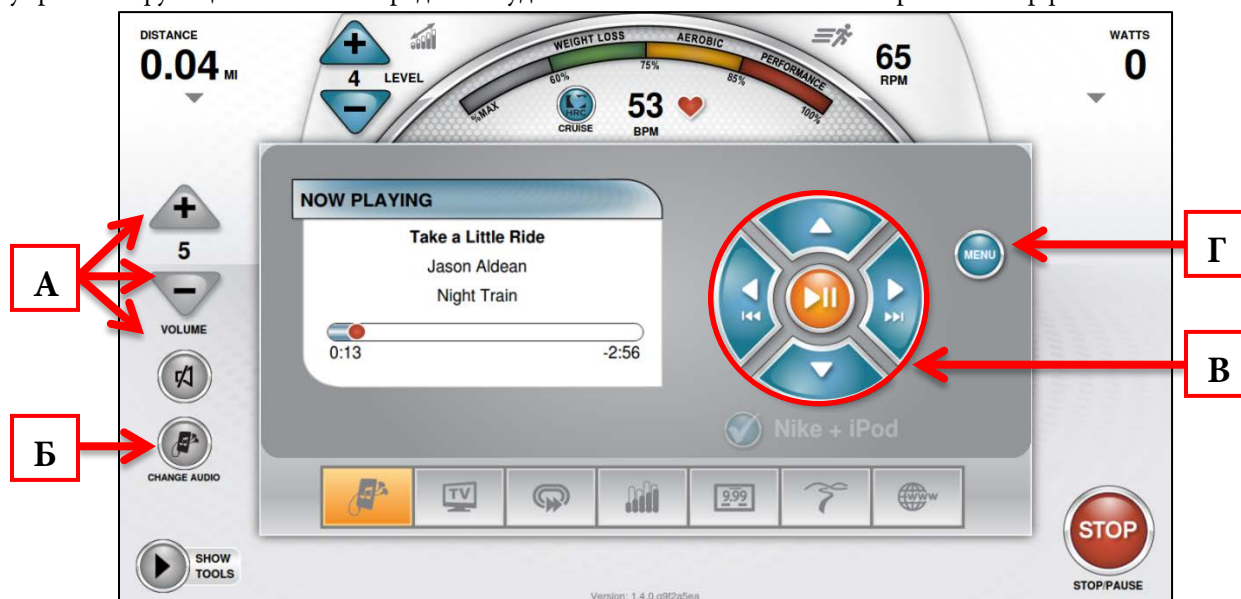 DISTANCE
0.04 MI
4 LEVEL
WEIGHT LOSS
AEROBIC
PERFORMANCE
%MAX
60%
75%
85%
100%
HRC
CRUISE
53
BPM
65
RPM
WATTS
0
NOW PLAYING
Take a Little Ride
Jason Aldean
Night Train
0:13
-2:56
MENU
Nike + iPod
5
VOLUME
CHANGE AUDIO
А
Б
Г
В
TV
9.99
www
SHOW
TOOLS
STOP
STOP/PAUSE